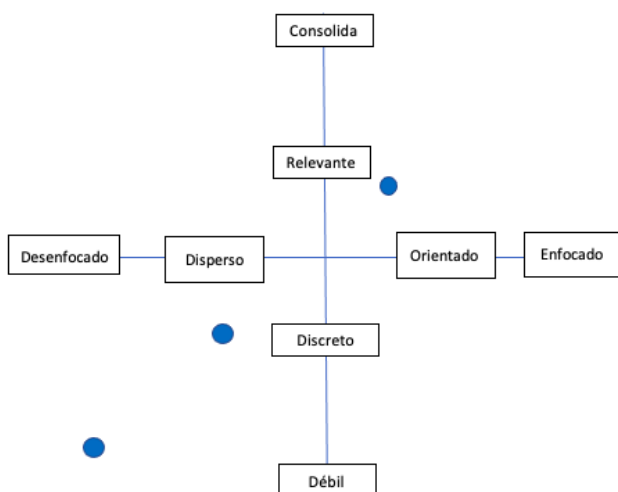 Consolida
Relevante
Desenfocado
Disperso
Orientado
Enfocado
Discreto
Débil